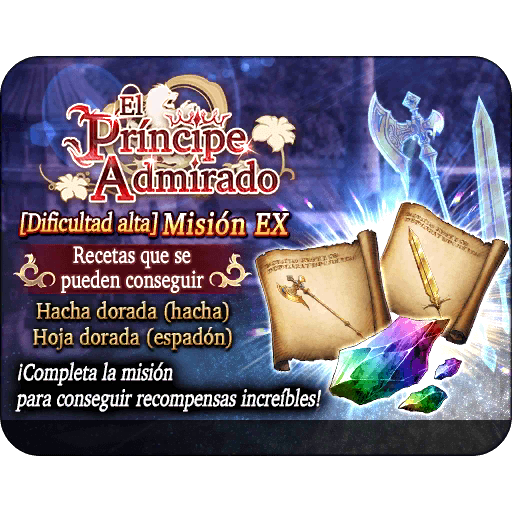 El
Príncipe
Admirado
[Dificultad alta] Misión EX
Recetas que se
pueden conseguir
Hacha dorada (hacha)
Hoja dorada (espadón)
¡Completa la misión
para conseguir recompensas increíbles!